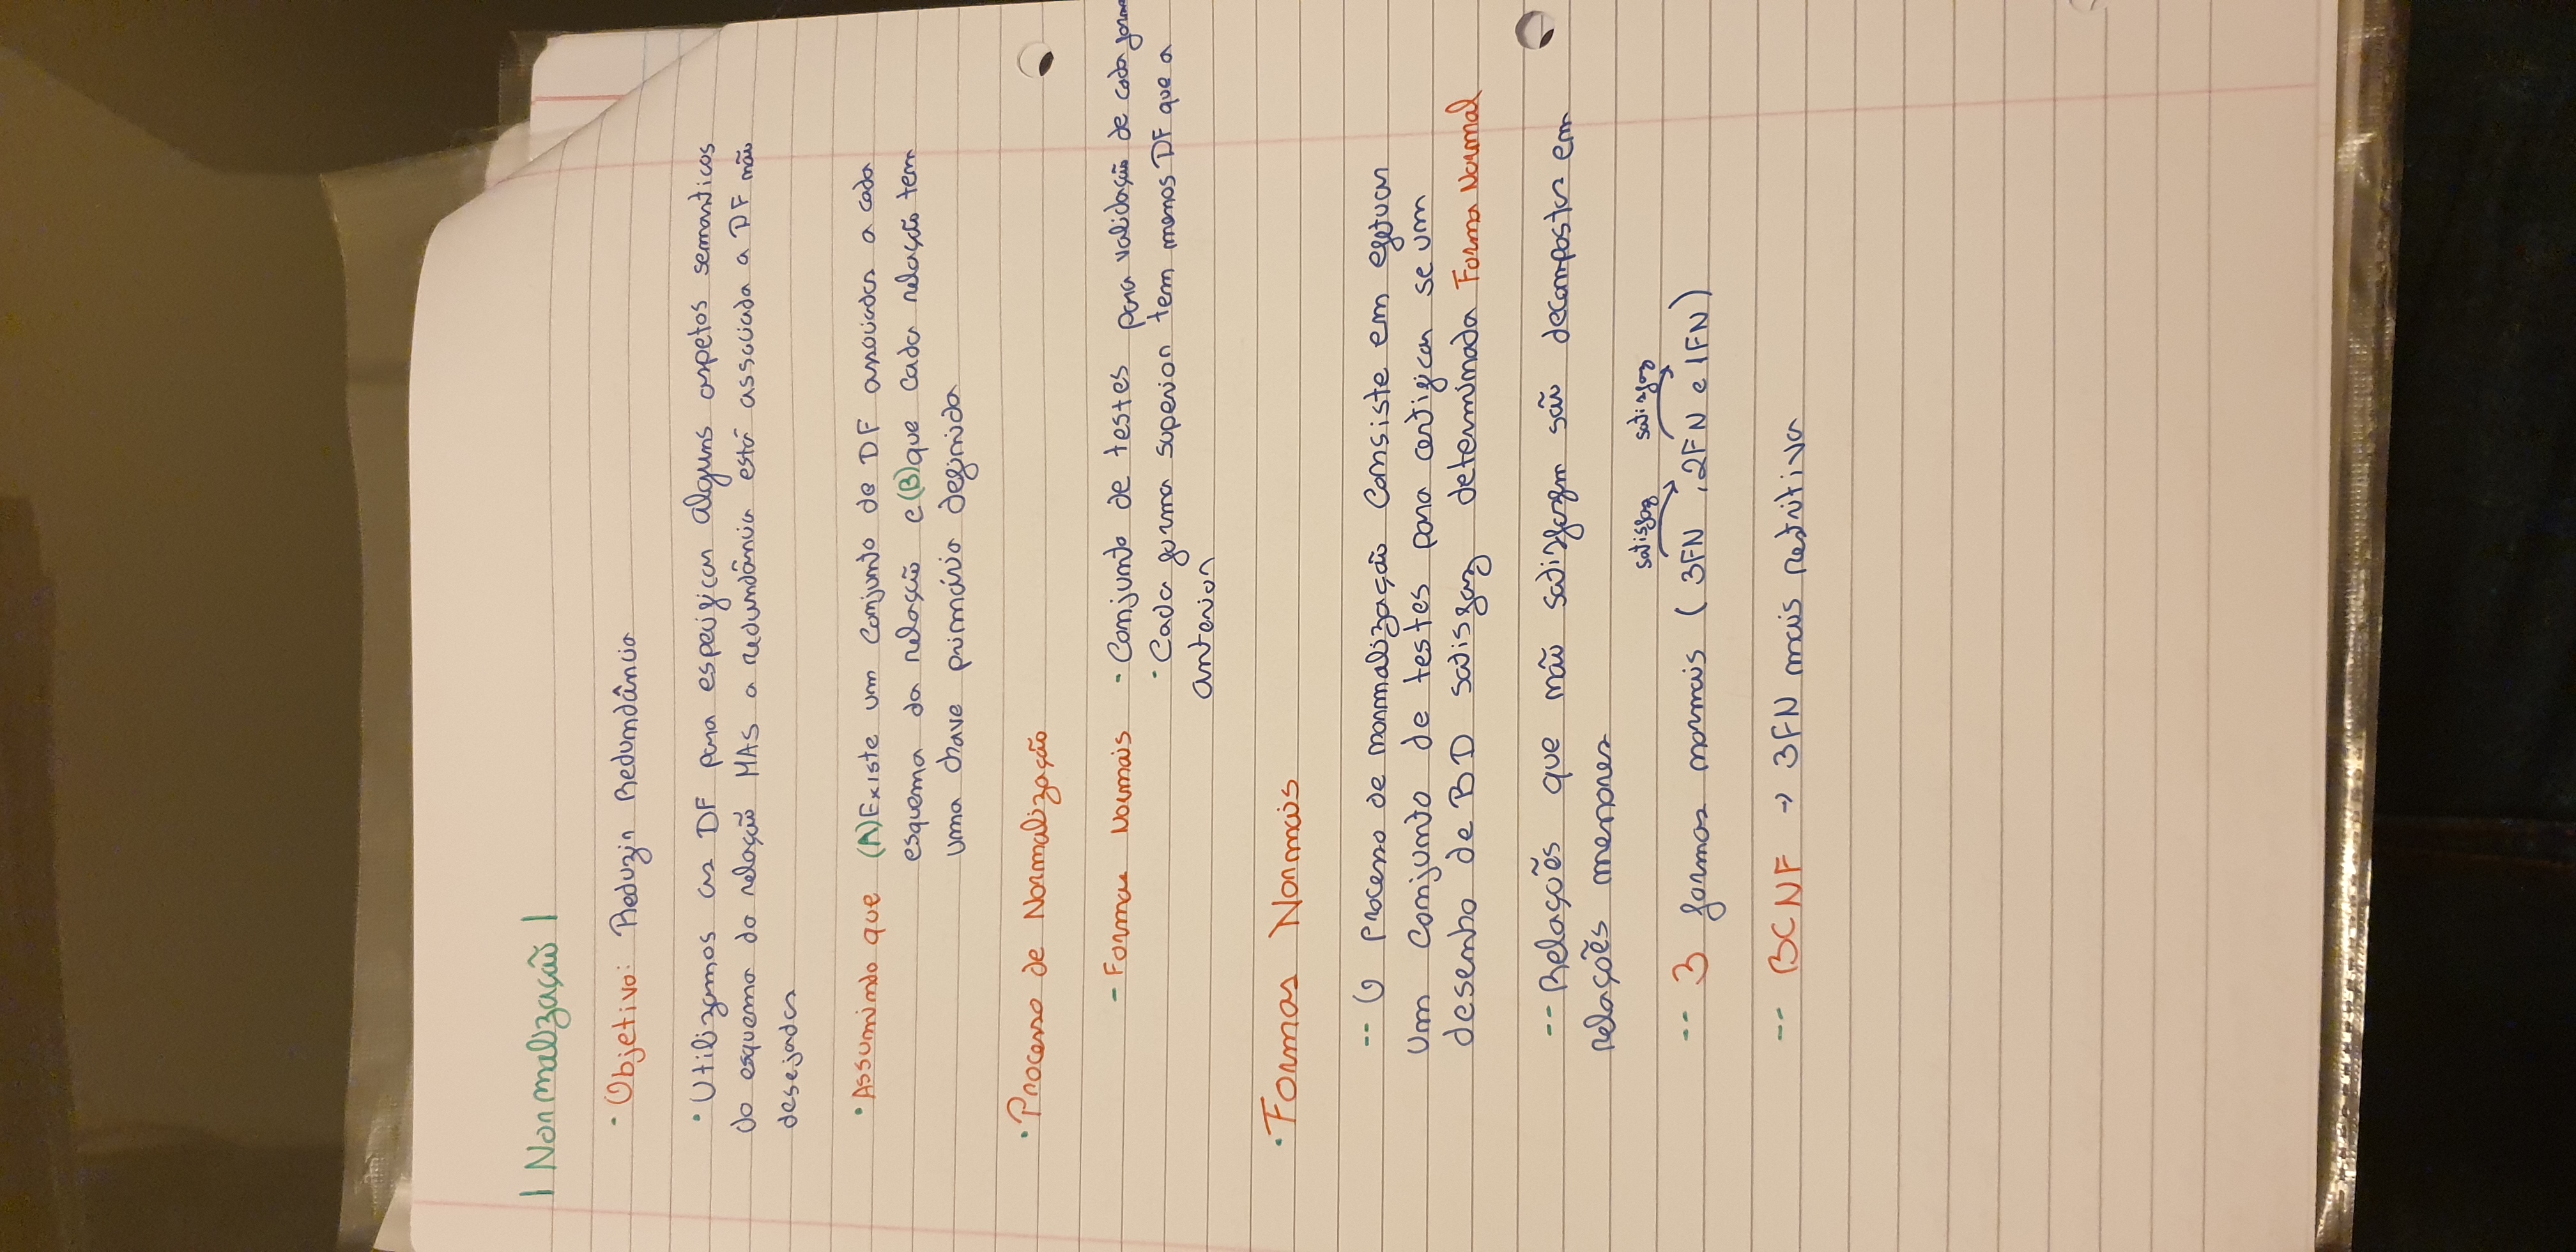 | Normalização |
· Objetivo: Reduzir Redundância
· Utilizamos as DF para especificar alguns aspetos semanticos
do esquema da relação MAS a redundância está associada a DF não
desejadas
· Assumindo que (A) Existe um Conjunto de DF associadas a cada
esquema da relação e (B) que cada relação tem
uma chave primária definida
· Processo de Normalização
- Formas Normais - Conjunto de testes para validação de cada forma
· Cada forma superior tem menos DF que a
anterior
· Formas Normais
-- O processo de normalização consiste em efetuar
um conjunto de testes para certificar se um
desenho de BD satisfaz determinada Forma Normal
-- Relações que não satisfazem são decompostas em
relações menores
satisfaz satisfaz
-- 3 formas normais ( 3FN , 2FN e 1FN )
-- BCNF → 3FN mais restritiva